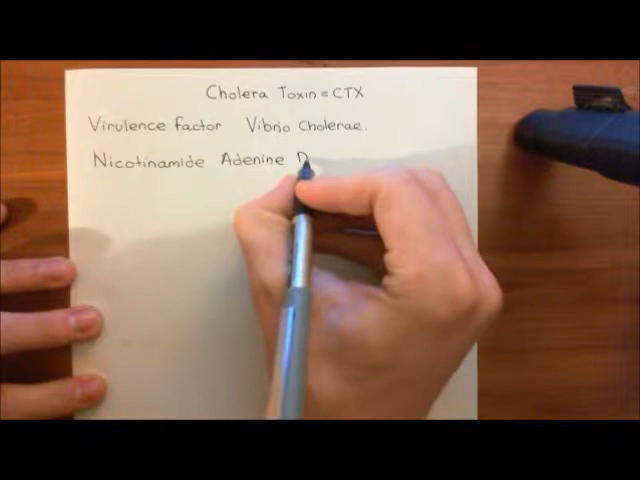 Cholera Toxin = CTX
Virulence factor Vibrio Cholerae.
Nicotinamide Adenine D